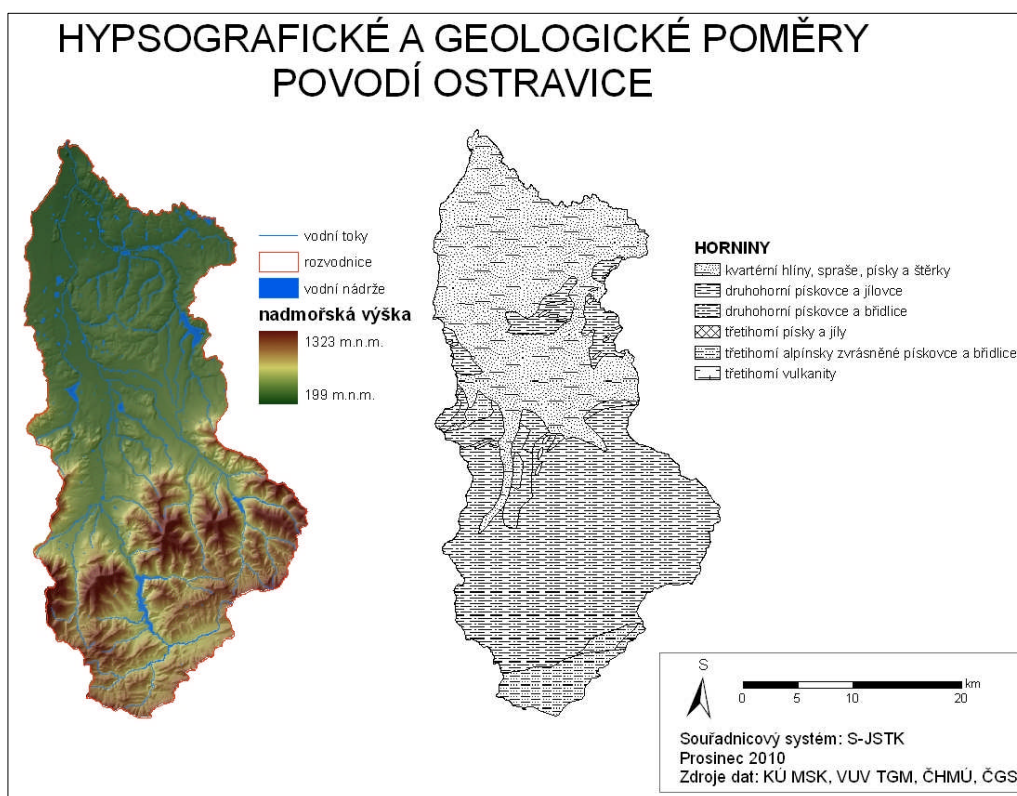 HYPSOGRAFICKÉ A GEOLOGICKÉ POMĚRY
POVODÍ OSTRAVICE
vodní toky
rozvodnice
vodní nádrže
nadmořská výška
1323 m.n.m.
199 m.n.m.
HORNINY
kvartérní hlíny, spraše, písky a štěrky
druhohorní pískovce a jílovce
druhohorní pískovce a břidlice
třetihorní písky a jíly
třetihorní alpínsky zvrásněné pískovce a břidlice
třetihorní vulkanity
S
km
0 5 10 20
Souřadnicový systém: S-JSTK
Prosinec 2010
Zdroje dat: KÚ MSK, VUV TGM, ČHMÚ, ČGS